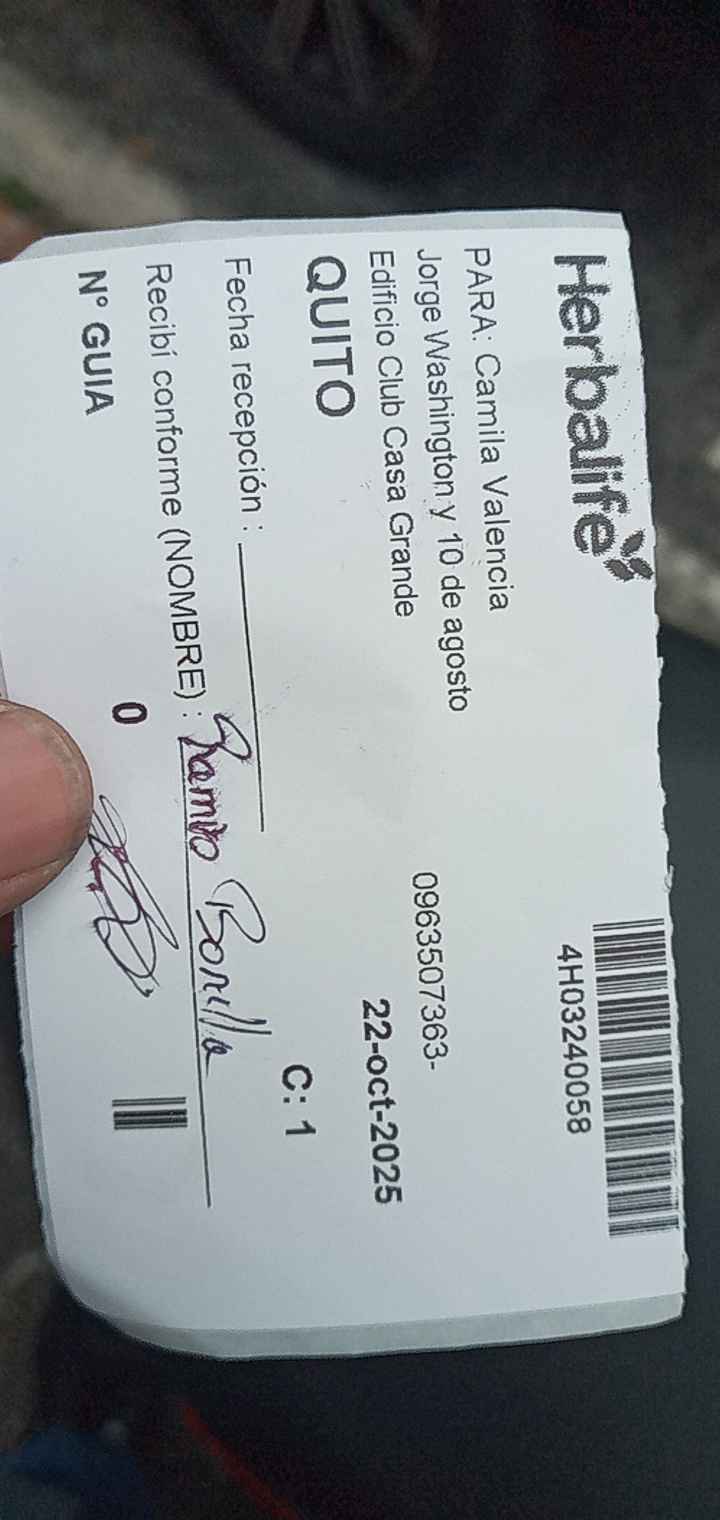 Herbalife
4H03240058
PARA: Camila Valencia
Jorge Washington y 10 de agosto
0963507363-
Edificio Club Casa Grande
22-oct-2025
QUITO
C: 1
Fecha recepción :
Recibí conforme (NOMBRE) : Ramiro Bonilla
N° GUIA
0